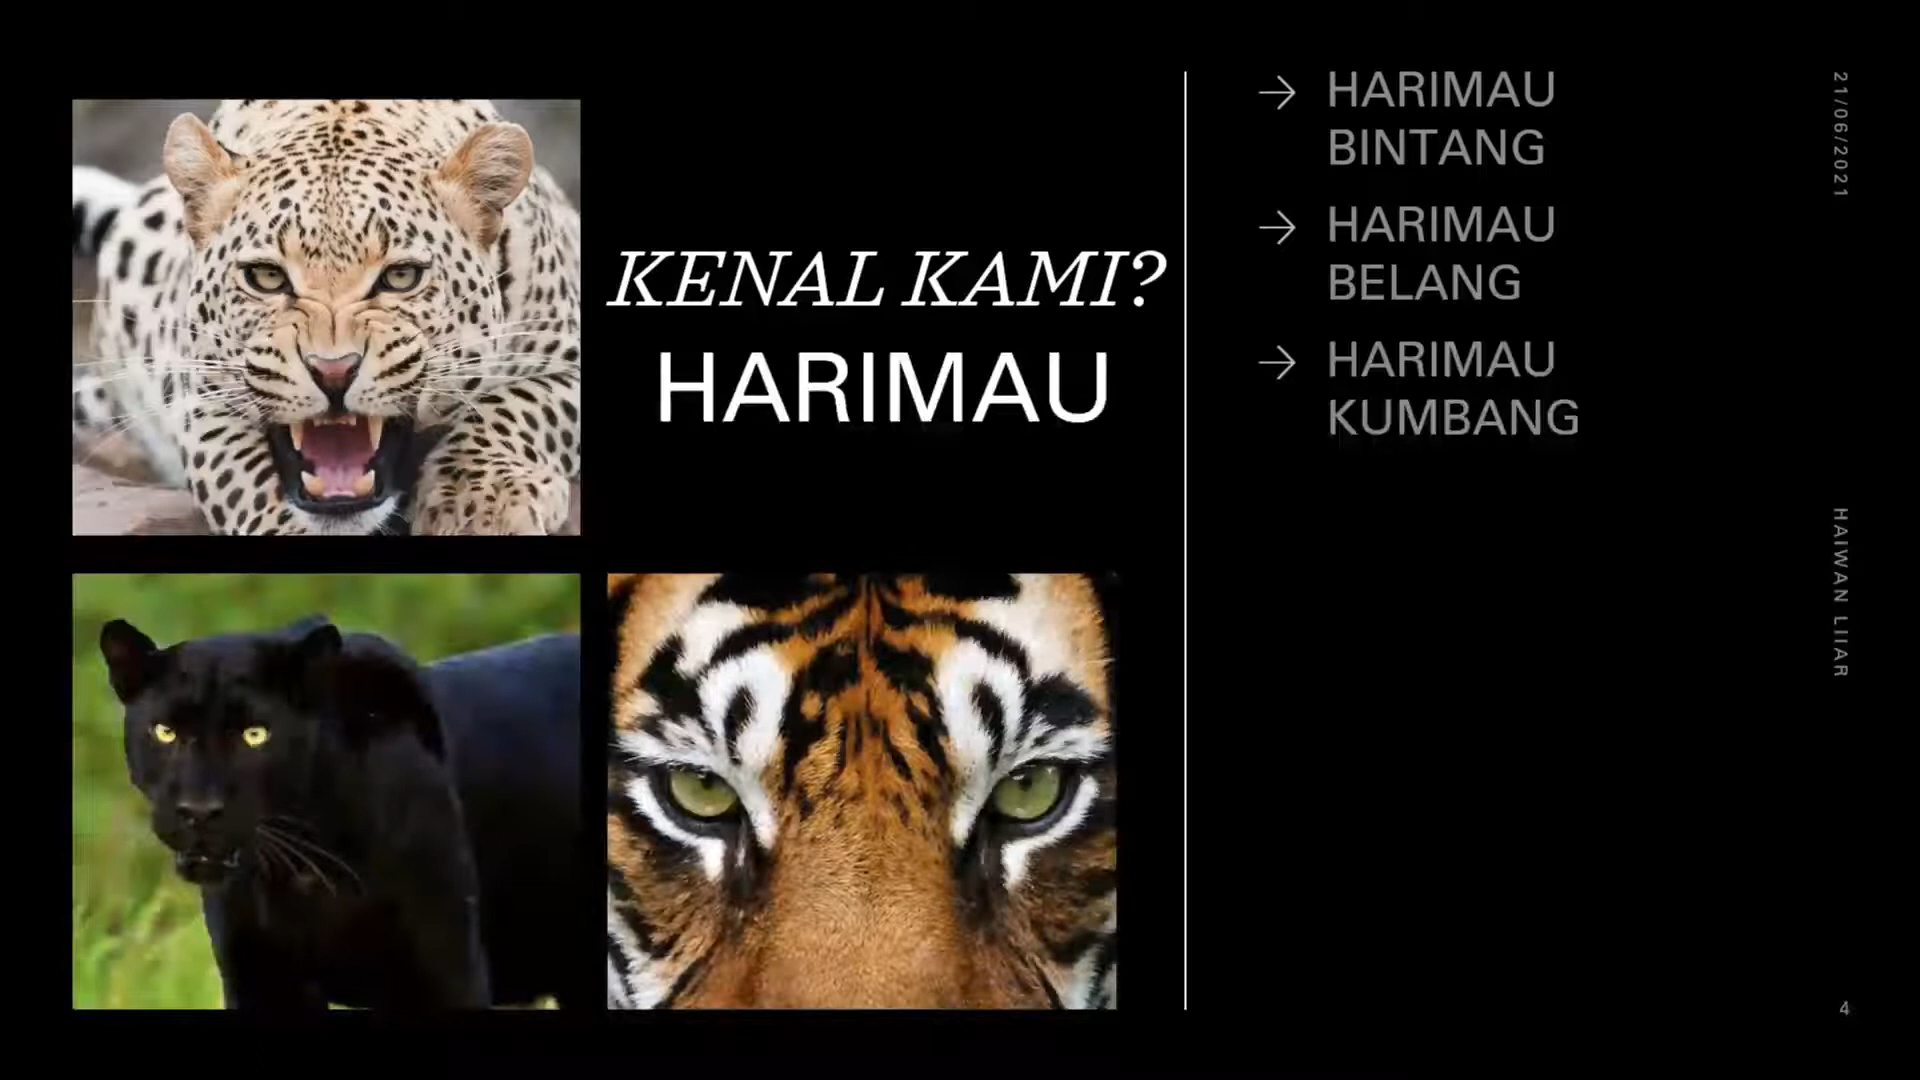 KENAL KAMI?
HARIMAU
→ HARIMAU
BINTANG
→ HARIMAU
BELANG
→ HARIMAU
KUMBANG
21/06/2021
HAIWAN LIIAR
4